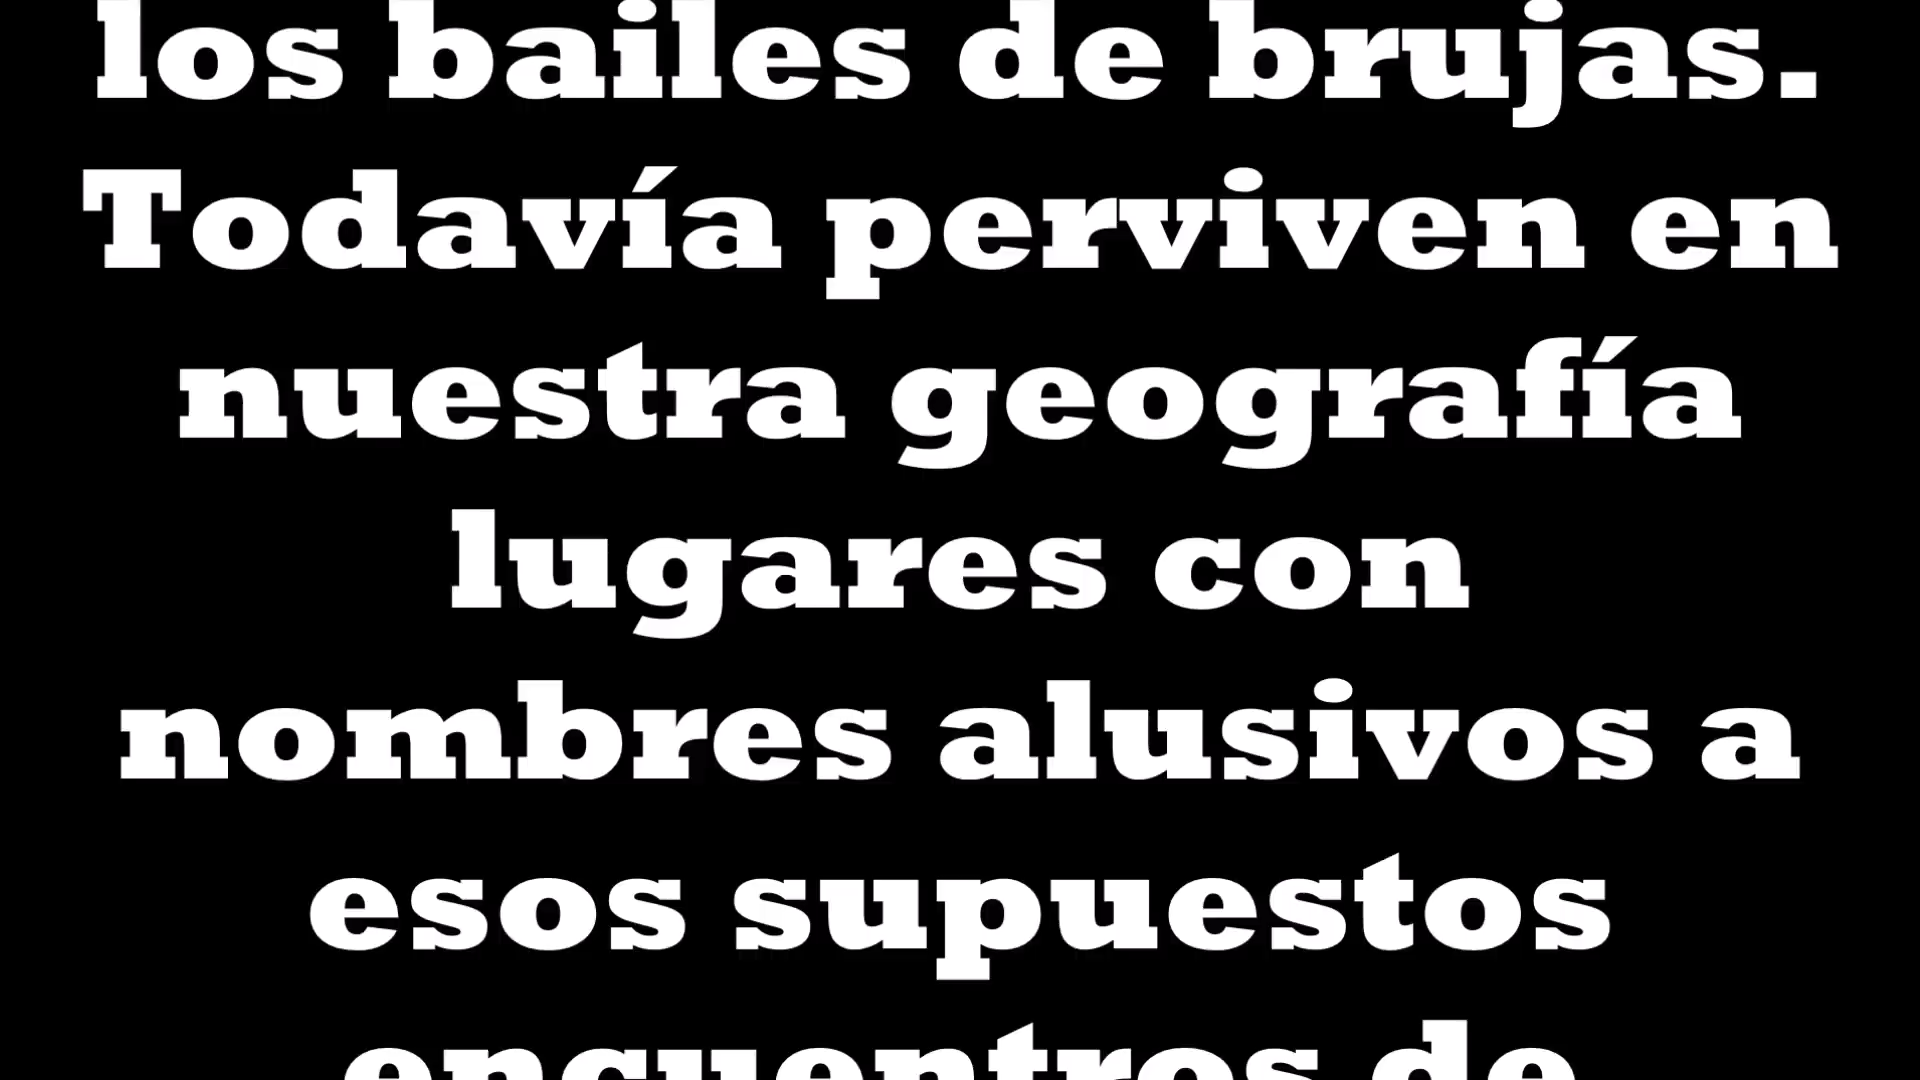 los bailes de brujas.
Todavía perviven en
nuestra geografía
lugares con
nombres alusivos a
esos supuestos
encuentros de